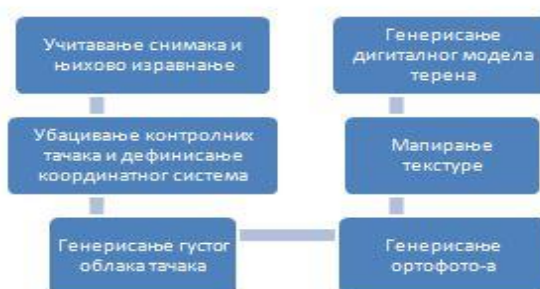 Учитавање снимака и
њихово изравнање
Убацивање контролних
тачака и дефинисање
координатног система
Генерисање густог
облака тачака
Генерисање
ортофото-а
Мапирање
текстуре
Генерисање
дигиталног модела
терена